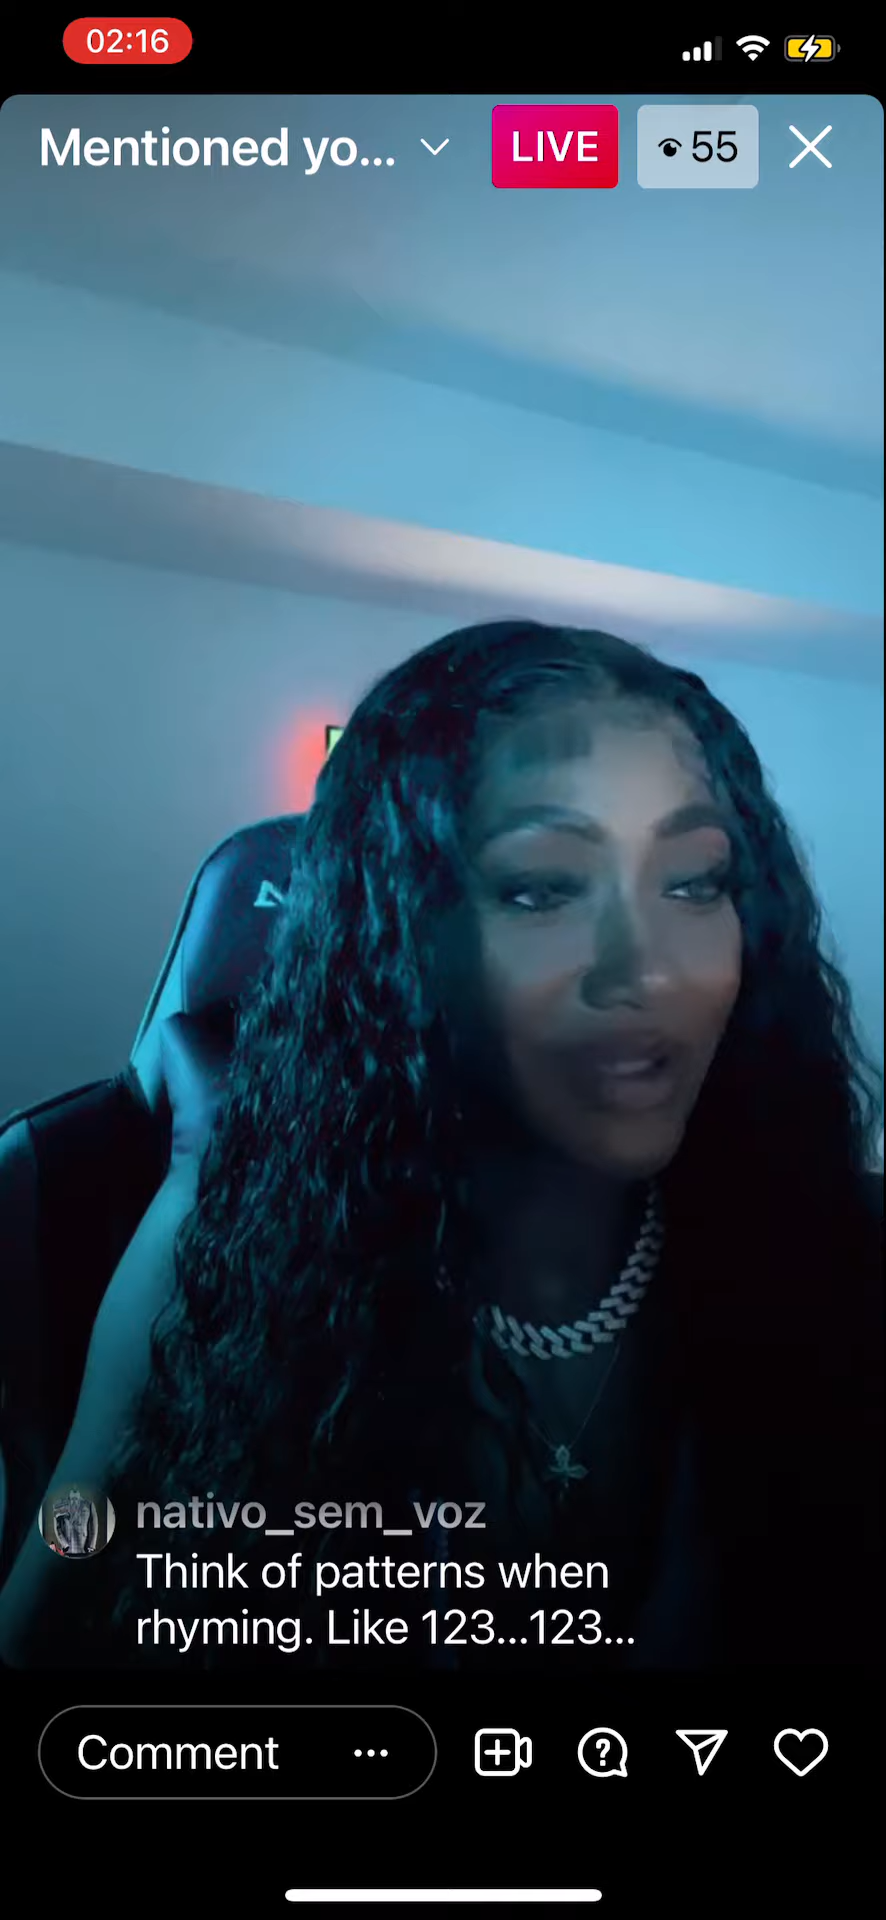 02:16
Mentioned yo...
LIVE
55
nativo_sem_voz
Think of patterns when
rhyming. Like 123...123...
Comment